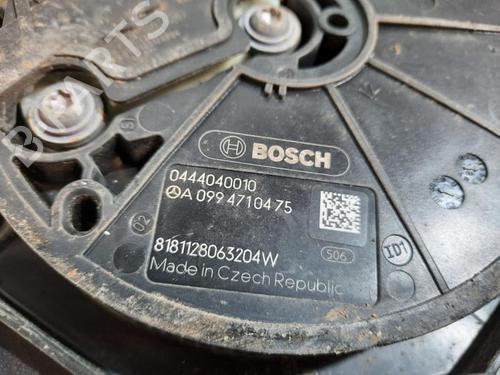 BOSCH
0444040010
A 099 471 04 75
8181128063204W
S06
Made in Czech Republic
02
ID1